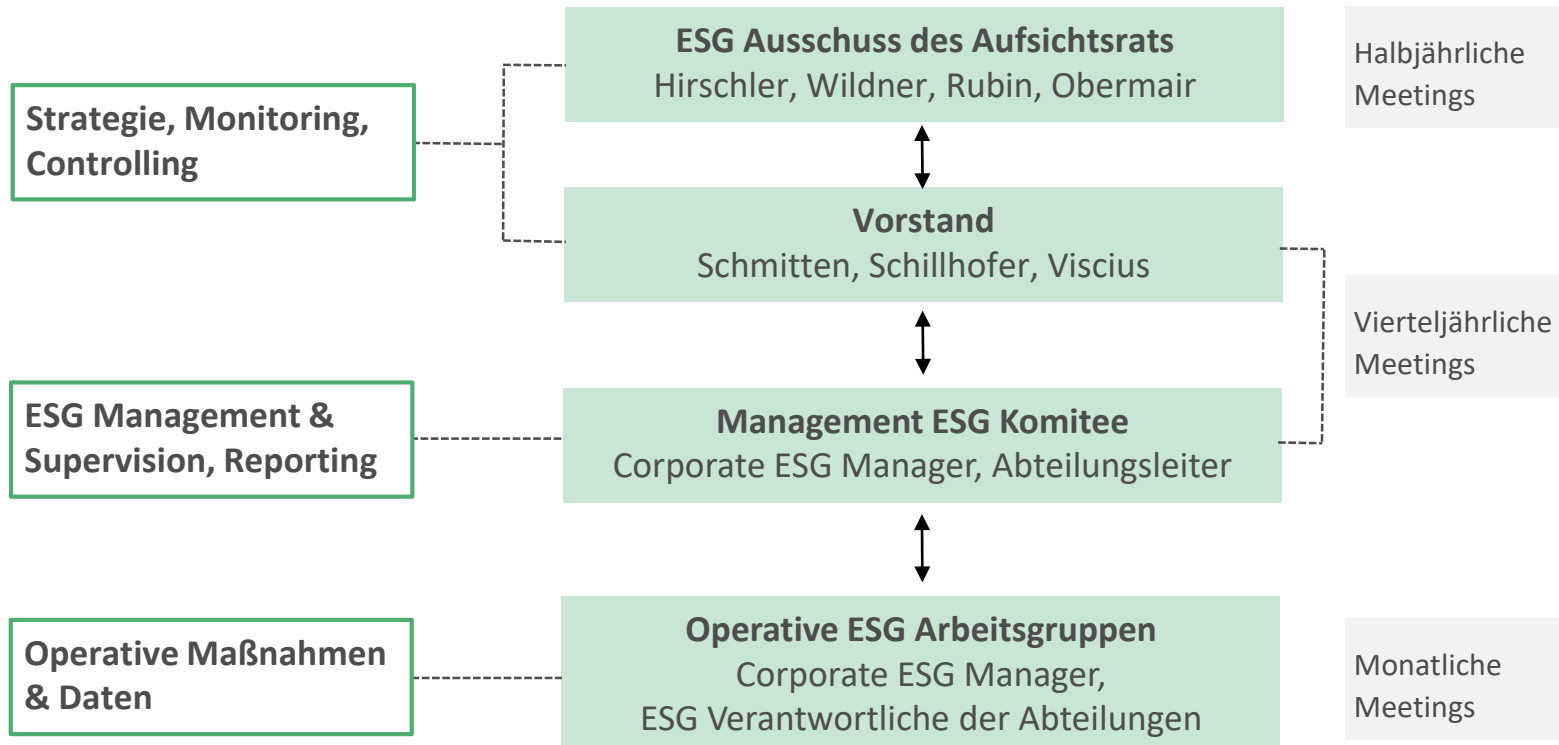 ESG Ausschuss des Aufsichtsrats
Hirschler, Wildner, Rubin, Obermair
Halbjährliche
Meetings
Strategie, Monitoring,
Controlling
Vorstand
Schmitten, Schillhofer, Viscius
Vierteljährliche
Meetings
ESG Management &
Supervision, Reporting
Management ESG Komitee
Corporate ESG Manager, Abteilungsleiter
Operative Maßnahmen
& Daten
Operative ESG Arbeitsgruppen
Corporate ESG Manager,
ESG Verantwortliche der Abteilungen
Monatliche
Meetings